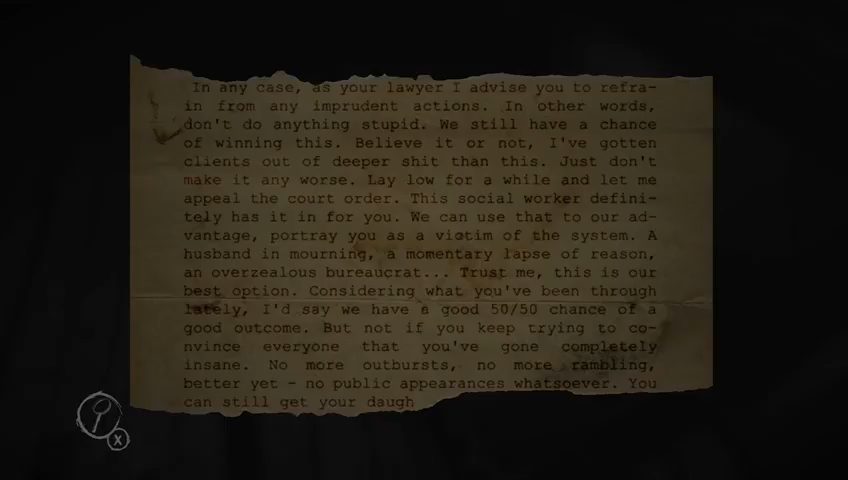 In any case, as your lawyer I advise you to refra-
in from any imprudent actions. In other words,
don't do anything stupid. We still have a chance
of winning this. Believe it or not, I've gotten
clients out of deeper shit than this. Just don't
make it any worse. Lay low for a while and let me
appeal the court order. This social worker defini-
tely has it in for you. We can use that to our ad-
vantage, portray you as a victim of the system. A
husband in mourning, a momentary lapse of reason,
an overzealous bureaucrat... Trust me, this is our
best option. Considering what you've been through
lately, I'd say we have a good 50/50 chance of a
good outcome. But not if you keep trying to co-
nvince everyone that you've gone completely
insane. No more outbursts, no more rambling,
better yet - no public appearances whatsoever. You
can still get your daugh
X